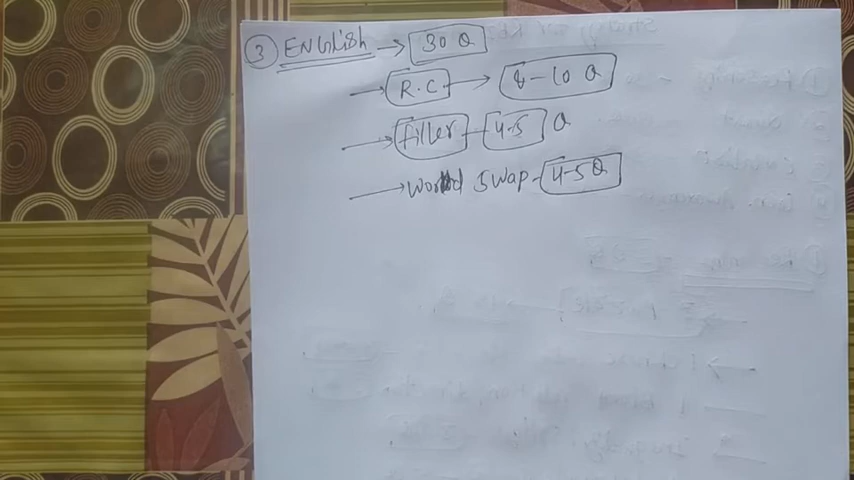 ③ ENGlish → 30 Q
→ R.C. → 8-10 Q
→ filler - 4-5 Q
→ word swap - 4-5 Q